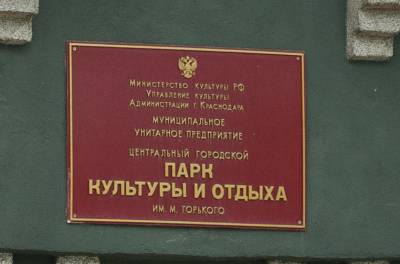 Министерство культуры РФ
Управление культуры
Администрации г. Краснодара
МУНИЦИПАЛЬНОЕ
УНИТАРНОЕ ПРЕДПРИЯТИЕ
ЦЕНТРАЛЬНЫЙ ГОРОДСКОЙ
ПАРК
КУЛЬТУРЫ И ОТДЫХА
ИМ. М. ГОРЬКОГО